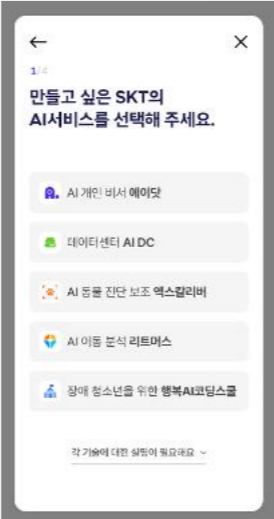 1/4
만들고 싶은 SKT의
AI서비스를 선택해 주세요.
AI 개인 비서 에이닷
데이터센터 AI DC
AI 동물 진단 보조 엑스칼리버
AI 이동 분석 리트머스
장애 청소년을 위한 행복AI코딩스쿨
각 기술에 대한 설명이 필요해요